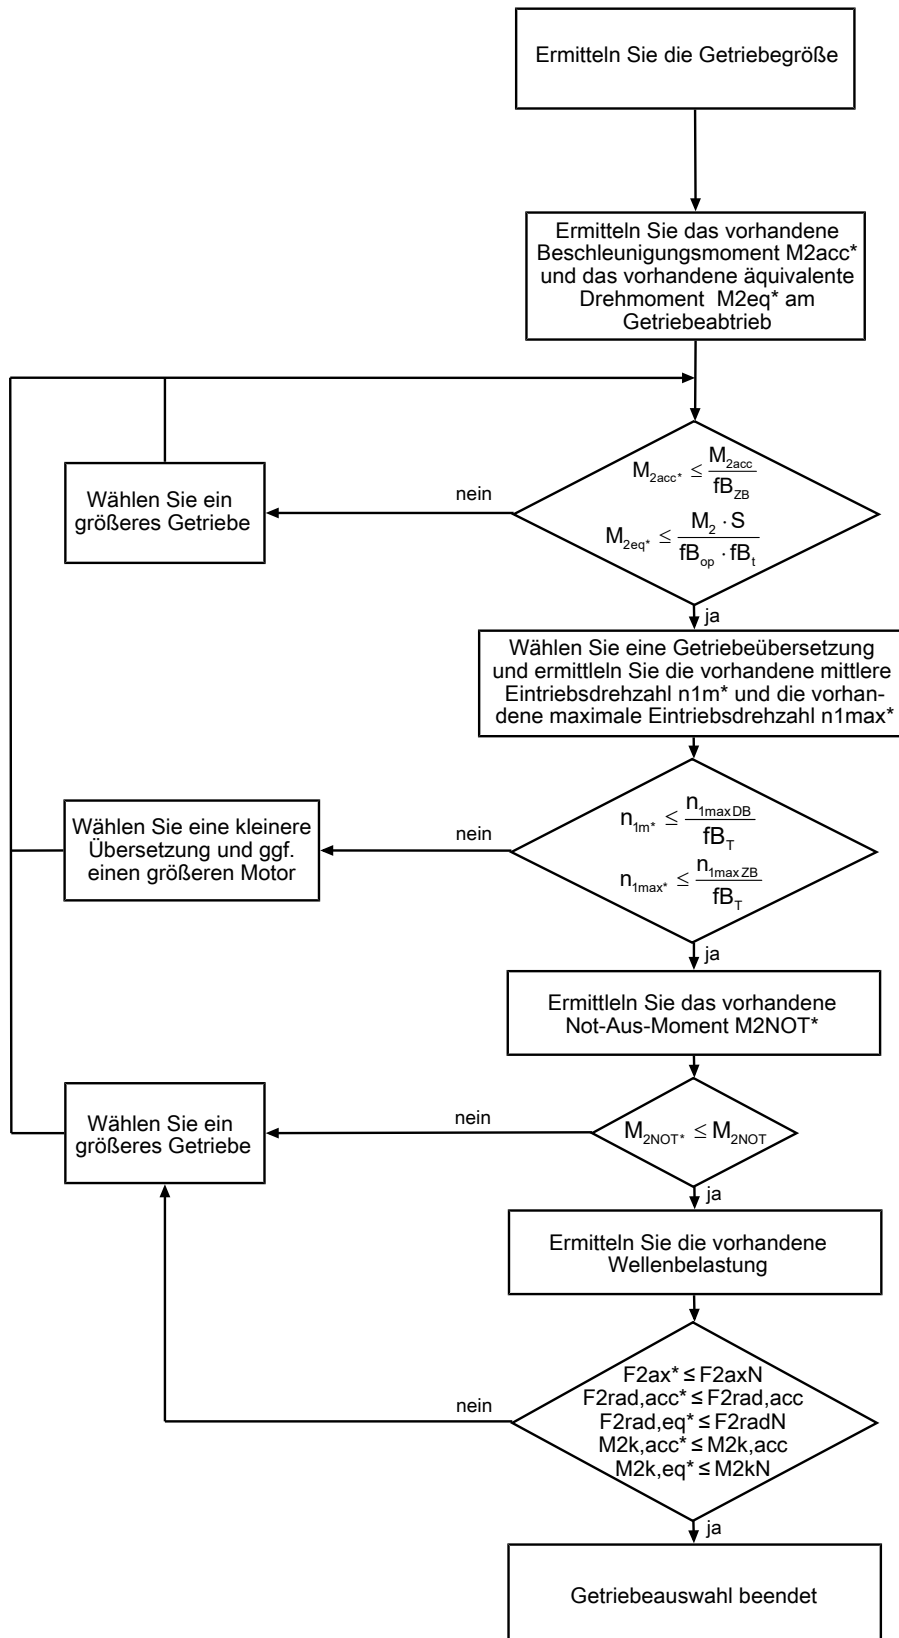 Ermitteln Sie die Getriebegröße
Ermitteln Sie das vorhandene
Beschleunigungsmoment M2acc*
und das vorhandene äquivalente
Drehmoment M2eq* am
Getriebeabtrieb
M2acc* ≤ M2acc / fBZB
M2eq* ≤ M2 · S / fBop · fBt
nein
Wählen Sie ein
größeres Getriebe
ja
Wählen Sie eine Getriebeübersetzung
und ermittleln Sie die vorhandene mittlere
Eintriebsdrehzahl n1m* und die vorhan-
dene maximale Eintriebsdrehzahl n1max*
n1m* ≤ n1maxDB / fBT
n1max* ≤ n1maxZB / fBT
nein
Wählen Sie eine kleinere
Übersetzung und ggf.
einen größeren Motor
ja
Ermittleln Sie das vorhandene
Not-Aus-Moment M2NOT*
M2NOT* ≤ M2NOT
nein
Wählen Sie ein
größeres Getriebe
ja
Ermitteln Sie die vorhandene
Wellenbelastung
F2ax* ≤ F2axN
F2rad,acc* ≤ F2rad,acc
F2rad,eq* ≤ F2radN
M2k,acc* ≤ M2k,acc
M2k,eq* ≤ M2kN
nein
ja
Getriebeauswahl beendet